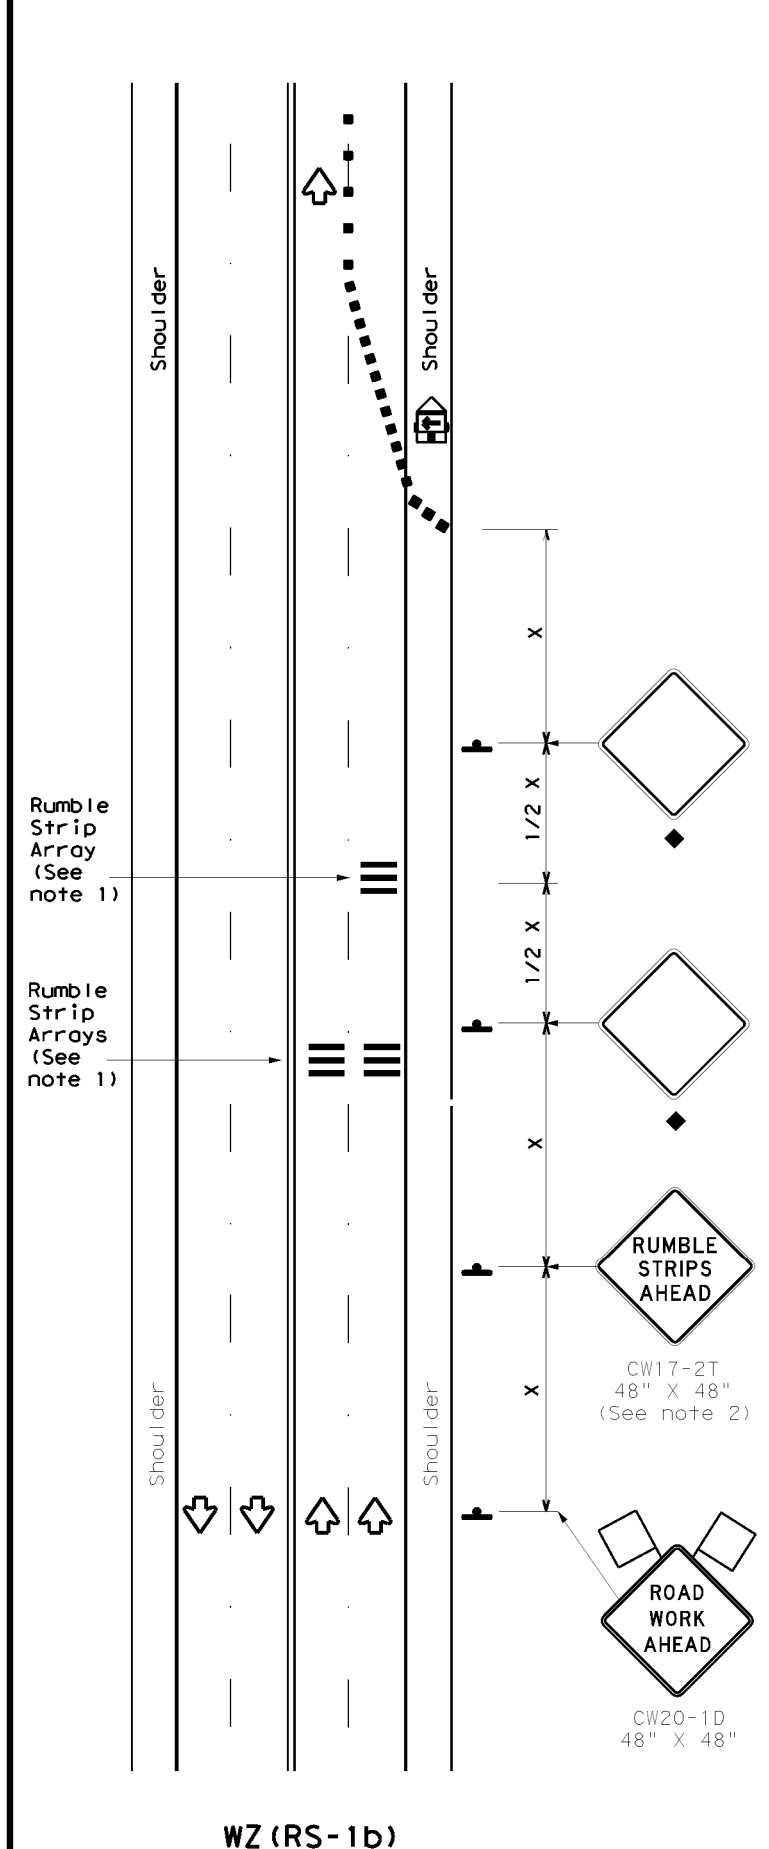 Shoulder
Shoulder
X
1/2 X
Rumble
Strip
Array
(See
note 1)
1/2 X
Rumble
Strip
Arrays
(See
note 1)
X
RUMBLE
STRIPS
AHEAD
CW17-2T
48" X 48"
(See note 2)
X
Shoulder
Shoulder
ROAD
WORK
AHEAD
CW20-1D
48" X 48"
WZ(RS-1b)